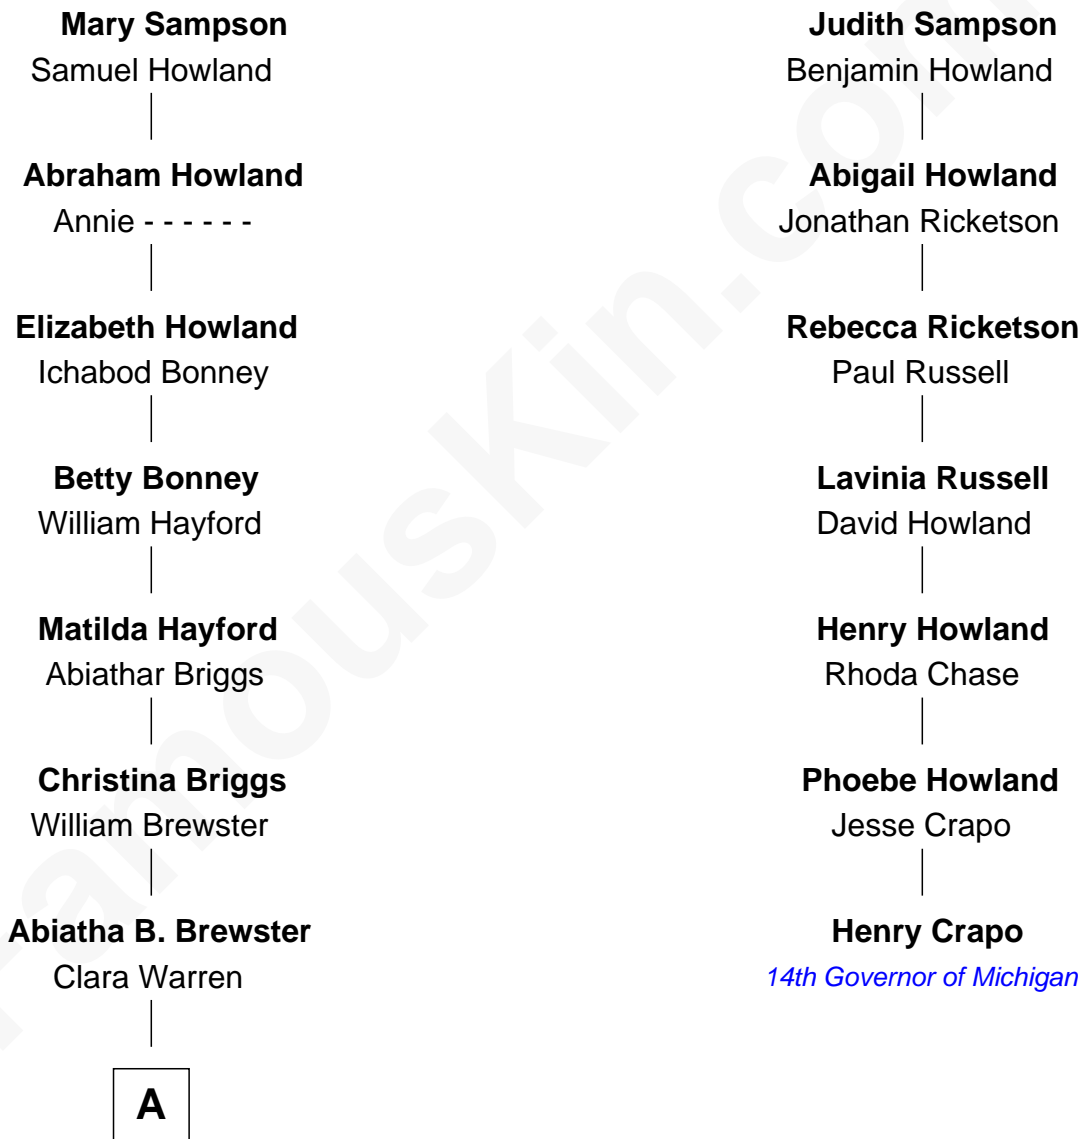 Mary Sampson
Samuel Howland
Abraham Howland
Annie - - - - - -
Elizabeth Howland
Ichabod Bonney
Betty Bonney
William Hayford
Matilda Hayford
Abiathar Briggs
Christina Briggs
William Brewster
Abiatha B. Brewster
Clara Warren
A
Judith Sampson
Benjamin Howland
Abigail Howland
Jonathan Ricketson
Rebecca Ricketson
Paul Russell
Lavinia Russell
David Howland
Henry Howland
Rhoda Chase
Phoebe Howland
Jesse Crapo
Henry Crapo
14th Governor of Michigan
FamousKin.com